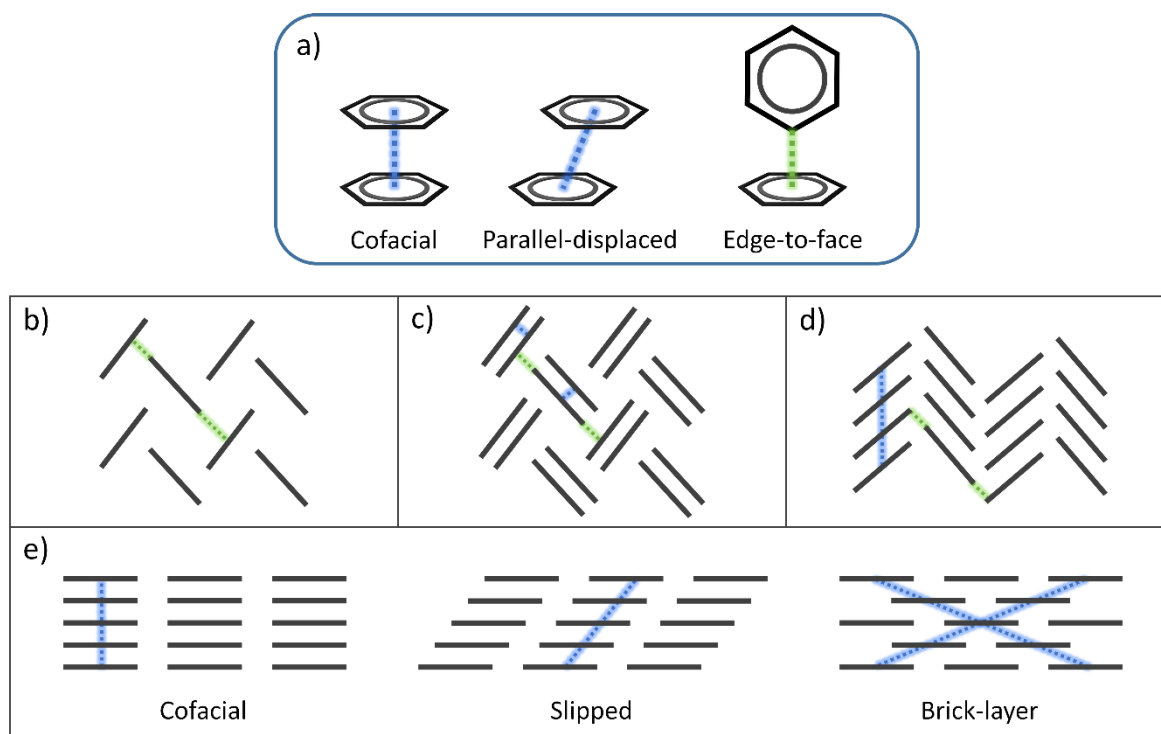 a)
Cofacial Parallel-displaced Edge-to-face
b) c) d)
e)
Cofacial Slipped Brick-layer